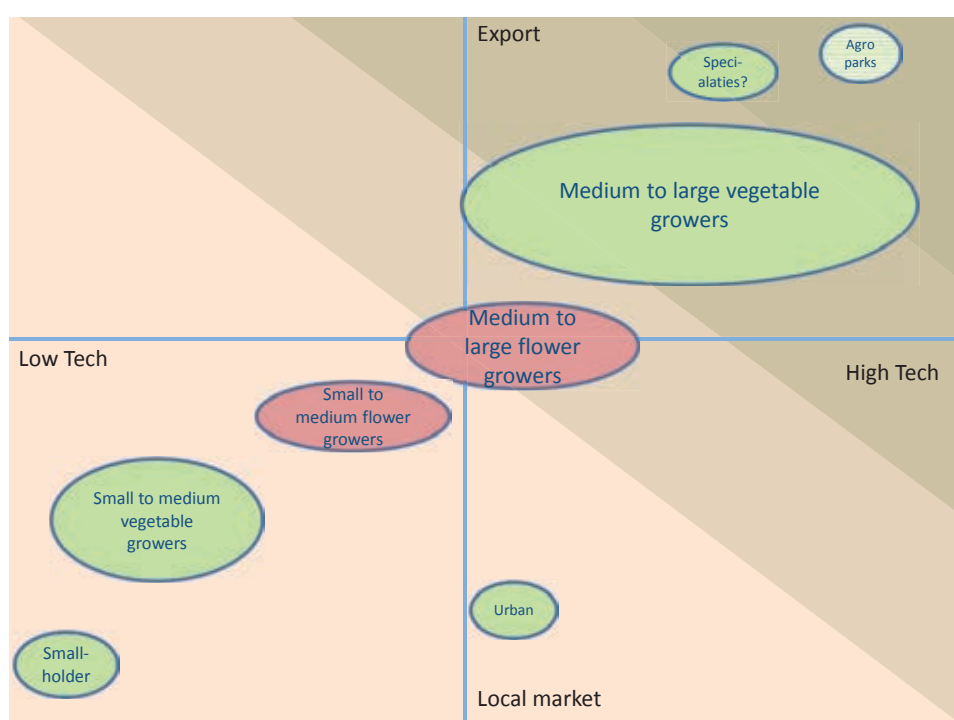 Export
Speci-
alaties?
Agro
parks
Medium to large vegetable
growers
Medium to
large flower
growers
Low Tech
High Tech
Small to
medium flower
growers
Small to medium
vegetable
growers
Urban
Small-
holder
Local market